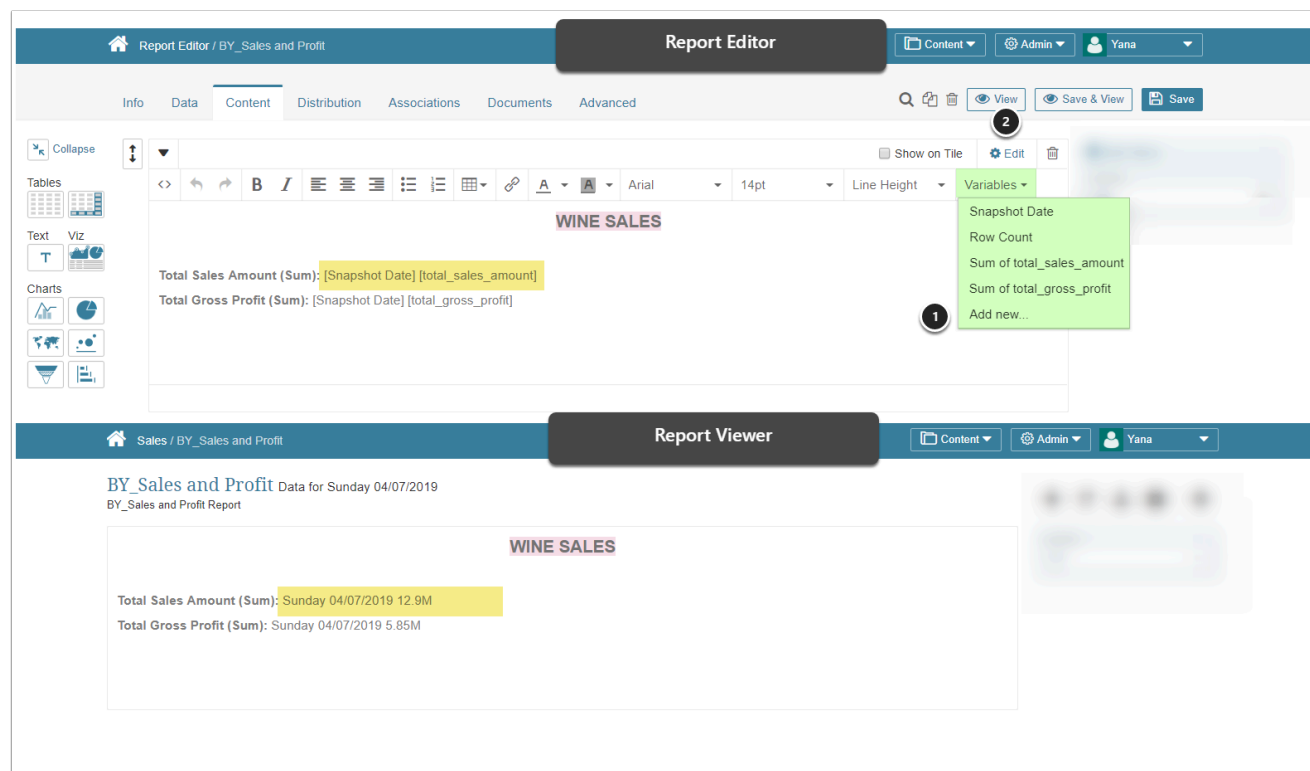 Report Editor
Report Editor / BY_Sales and Profit
Content
Admin
Yana
Info
Data
Content
Distribution
Associations
Documents
Advanced
View
Save & View
Save
2
Collapse
Show on Tile
Edit
Tables
B
I
A
A
Arial
14pt
Line Height
Variables
Text
Viz
T
Charts
WINE SALES
Total Sales Amount (Sum): [Snapshot Date] [total_sales_amount]
Total Gross Profit (Sum): [Snapshot Date] [total_gross_profit]
Snapshot Date
Row Count
Sum of total_sales_amount
Sum of total_gross_profit
1
Add new...
Report Viewer
Sales / BY_Sales and Profit
Content
Admin
Yana
BY_Sales and Profit Data for Sunday 04/07/2019
BY_Sales and Profit Report
WINE SALES
Total Sales Amount (Sum): Sunday 04/07/2019 12.9M
Total Gross Profit (Sum): Sunday 04/07/2019 5.85M